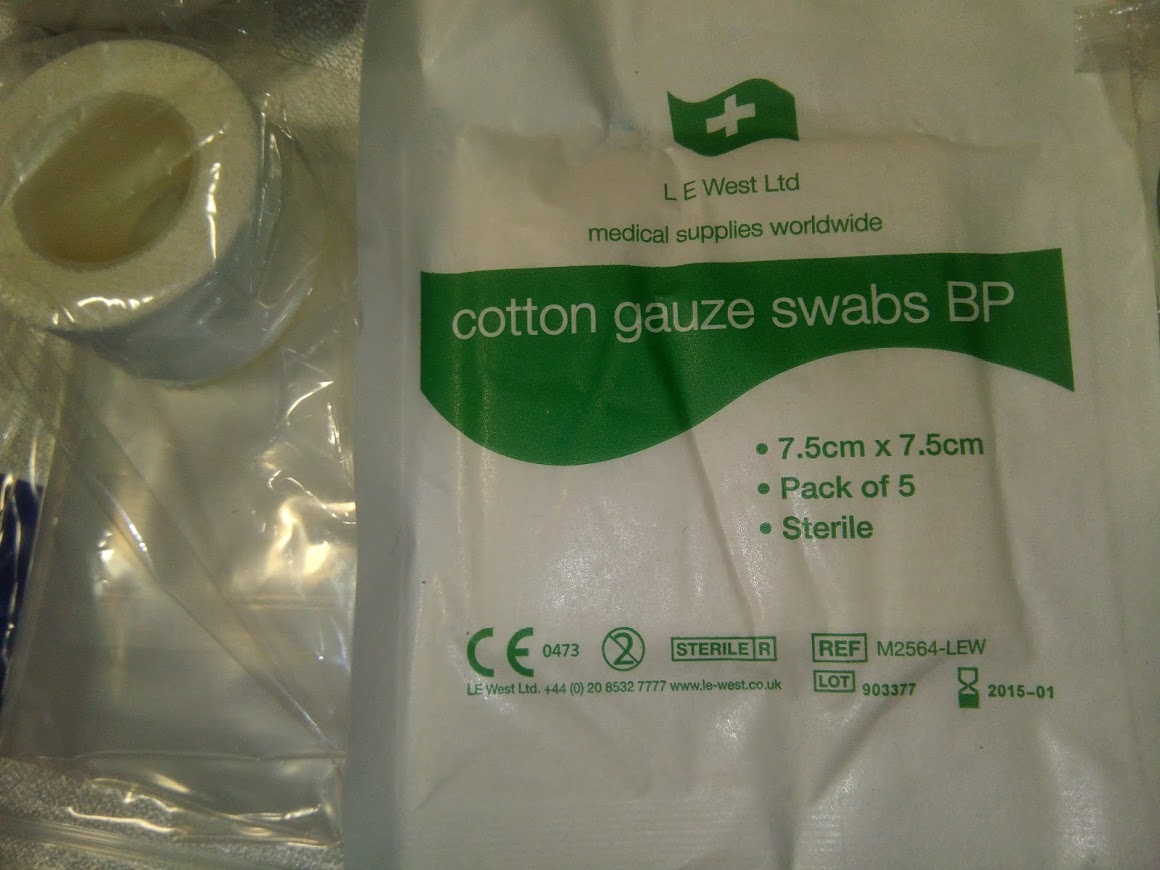 L E West Ltd
medical supplies worldwide
cotton gauze swabs BP
• 7.5cm x 7.5cm
• Pack of 5
• Sterile
CE 0473 2 STERILE R REF M2564-LEW
LE West Ltd. +44 (0) 20 8532 7777 www.le-west.co.uk LOT 903377 2015-01